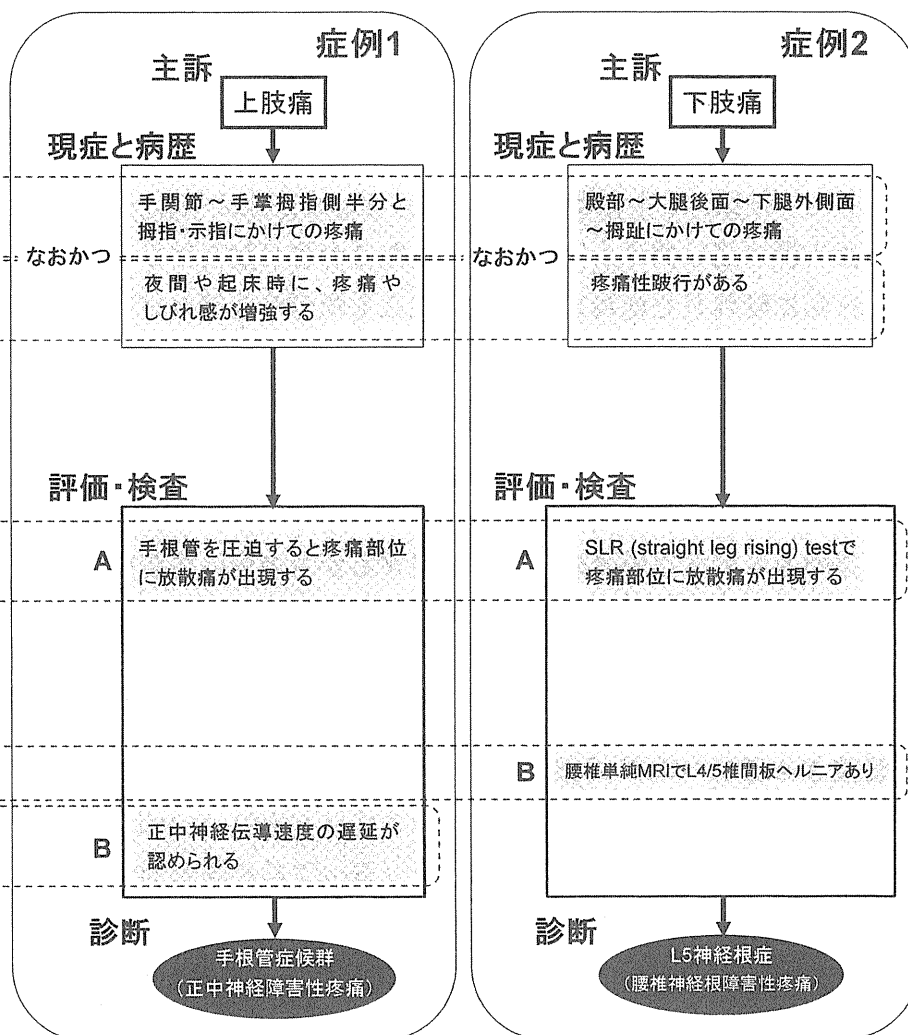 症例1
主訴
上肢痛
現症と病歴
手関節～手掌拇指側半分と
拇指・示指にかけての疼痛
なおかつ
夜間や起床時に、疼痛や
しびれ感が増強する
評価・検査
A
手根管を圧迫すると疼痛部位
に放散痛が出現する
B
正中神経伝導速度の遅延が
認められる
診断
手根管症候群
(正中神経障害性疼痛)
症例2
主訴
下肢痛
現症と病歴
殿部～大腿後面～下腿外側面
～拇趾にかけての疼痛
なおかつ
疼痛性跛行がある
評価・検査
A
SLR (straight leg rising) testで
疼痛部位に放散痛が出現する
B
腰椎単純MRIでL4/5椎間板ヘルニアあり
診断
L5神経根症
(腰椎神経根障害性疼痛)